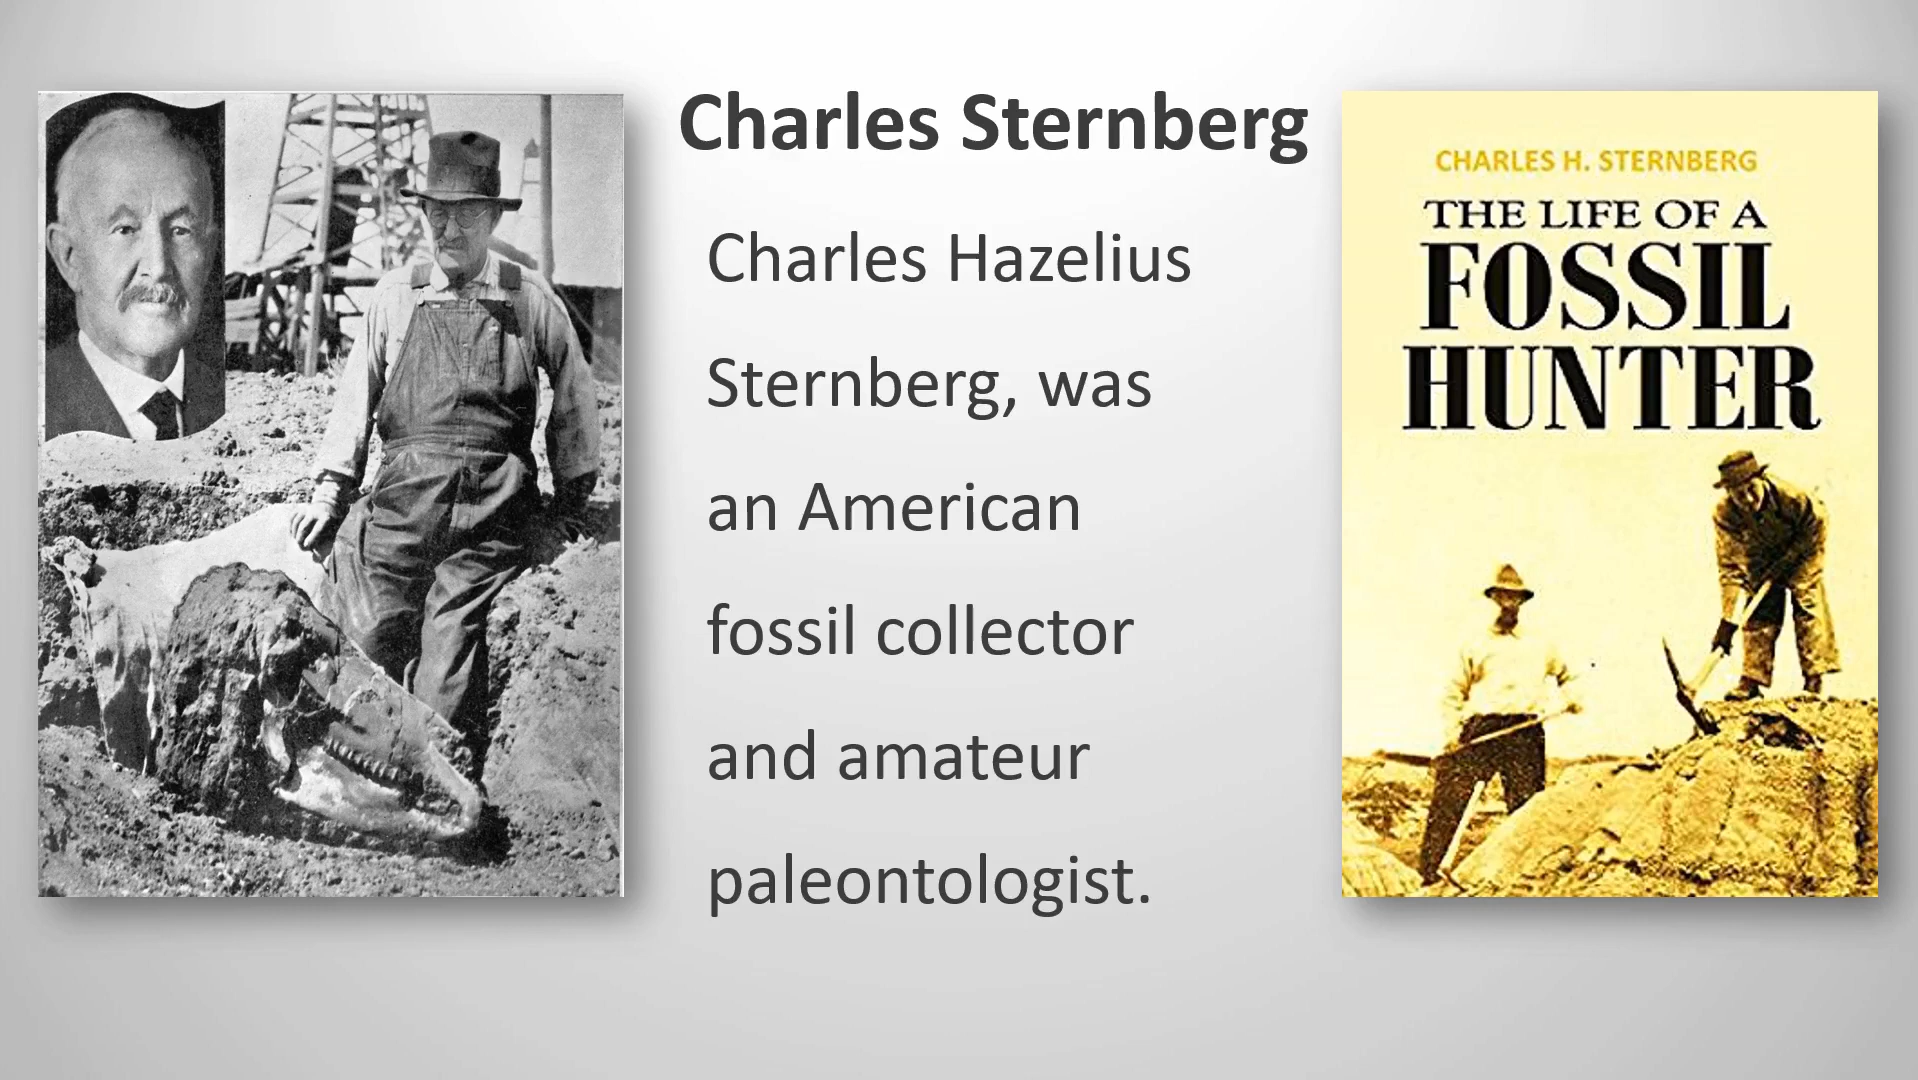 Charles Sternberg
Charles Hazelius
Sternberg, was
an American
fossil collector
and amateur
paleontologist.
CHARLES H. STERNBERG
THE LIFE OF A
FOSSIL
HUNTER